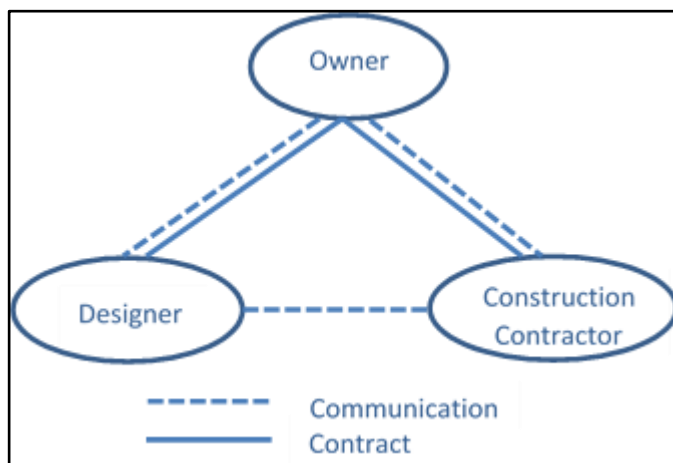 Owner
Designer
Construction
Contractor
Communication
Contract